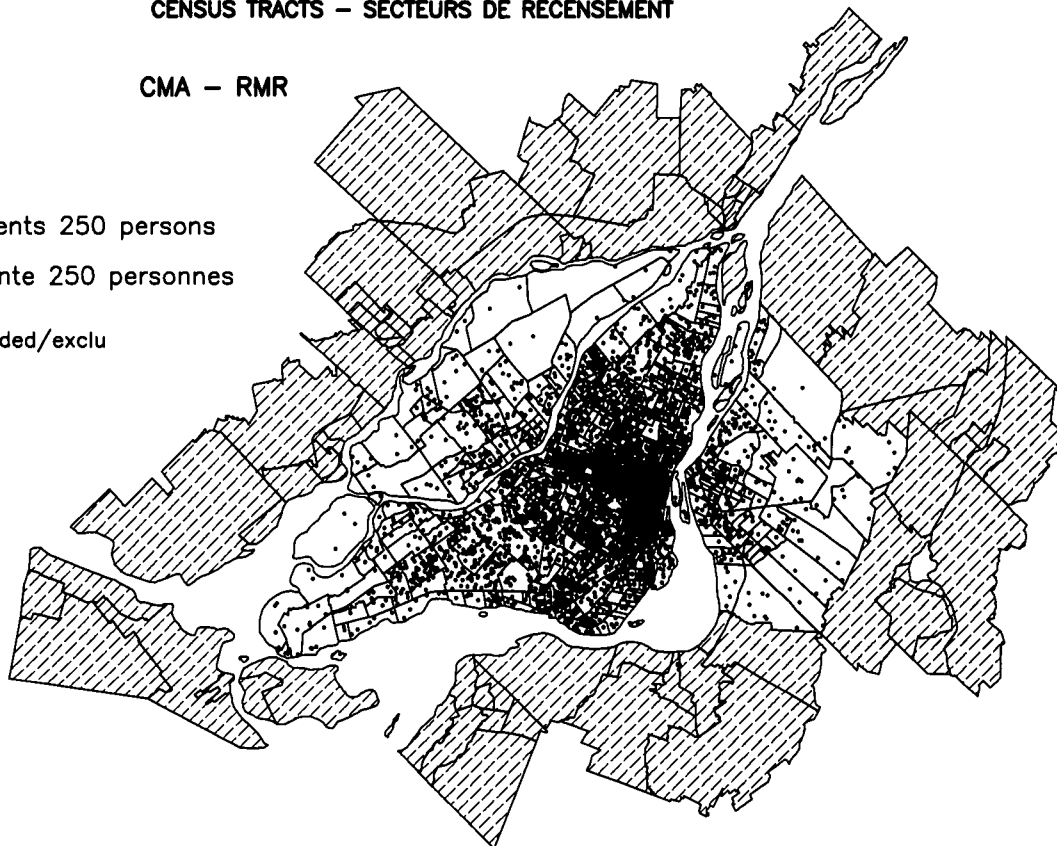 CENSUS TRACTS – SECTEURS DE RECENSEMENT
CMA – RMR
ents 250 persons
nte 250 personnes
ded/exclu